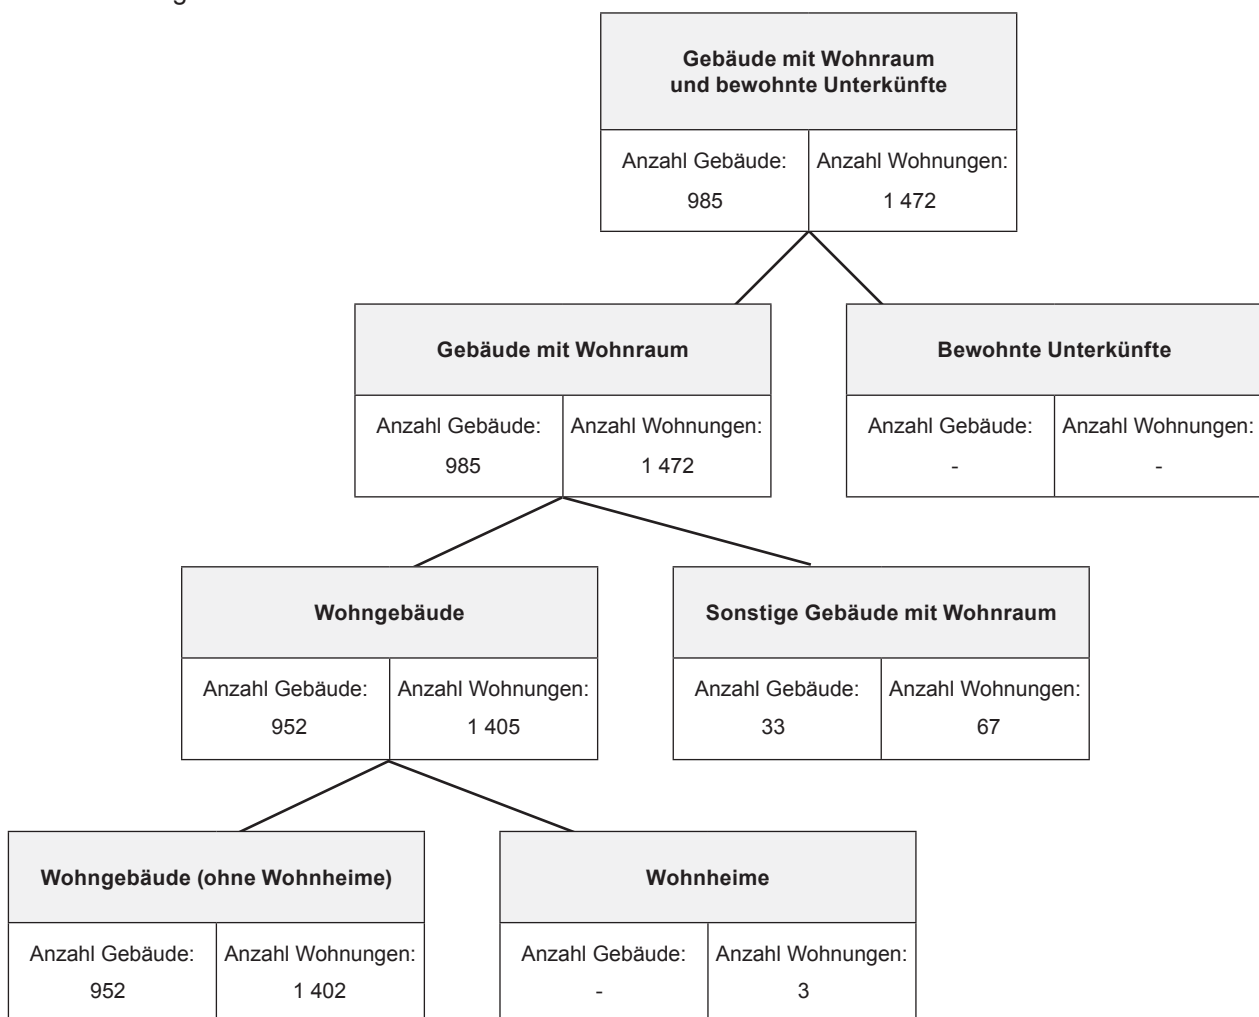 Gebäude mit Wohnraum
und bewohnte Unterkünfte
Anzahl Gebäude: Anzahl Wohnungen:
985 1 472
Gebäude mit Wohnraum Bewohnte Unterkünfte
Anzahl Gebäude: Anzahl Wohnungen: Anzahl Gebäude: Anzahl Wohnungen:
985 1 472 - -
Wohngebäude Sonstige Gebäude mit Wohnraum
Anzahl Gebäude: Anzahl Wohnungen: Anzahl Gebäude: Anzahl Wohnungen:
952 1 405 33 67
Wohngebäude (ohne Wohnheime) Wohnheime
Anzahl Gebäude: Anzahl Wohnungen: Anzahl Gebäude: Anzahl Wohnungen:
952 1 402 - 3